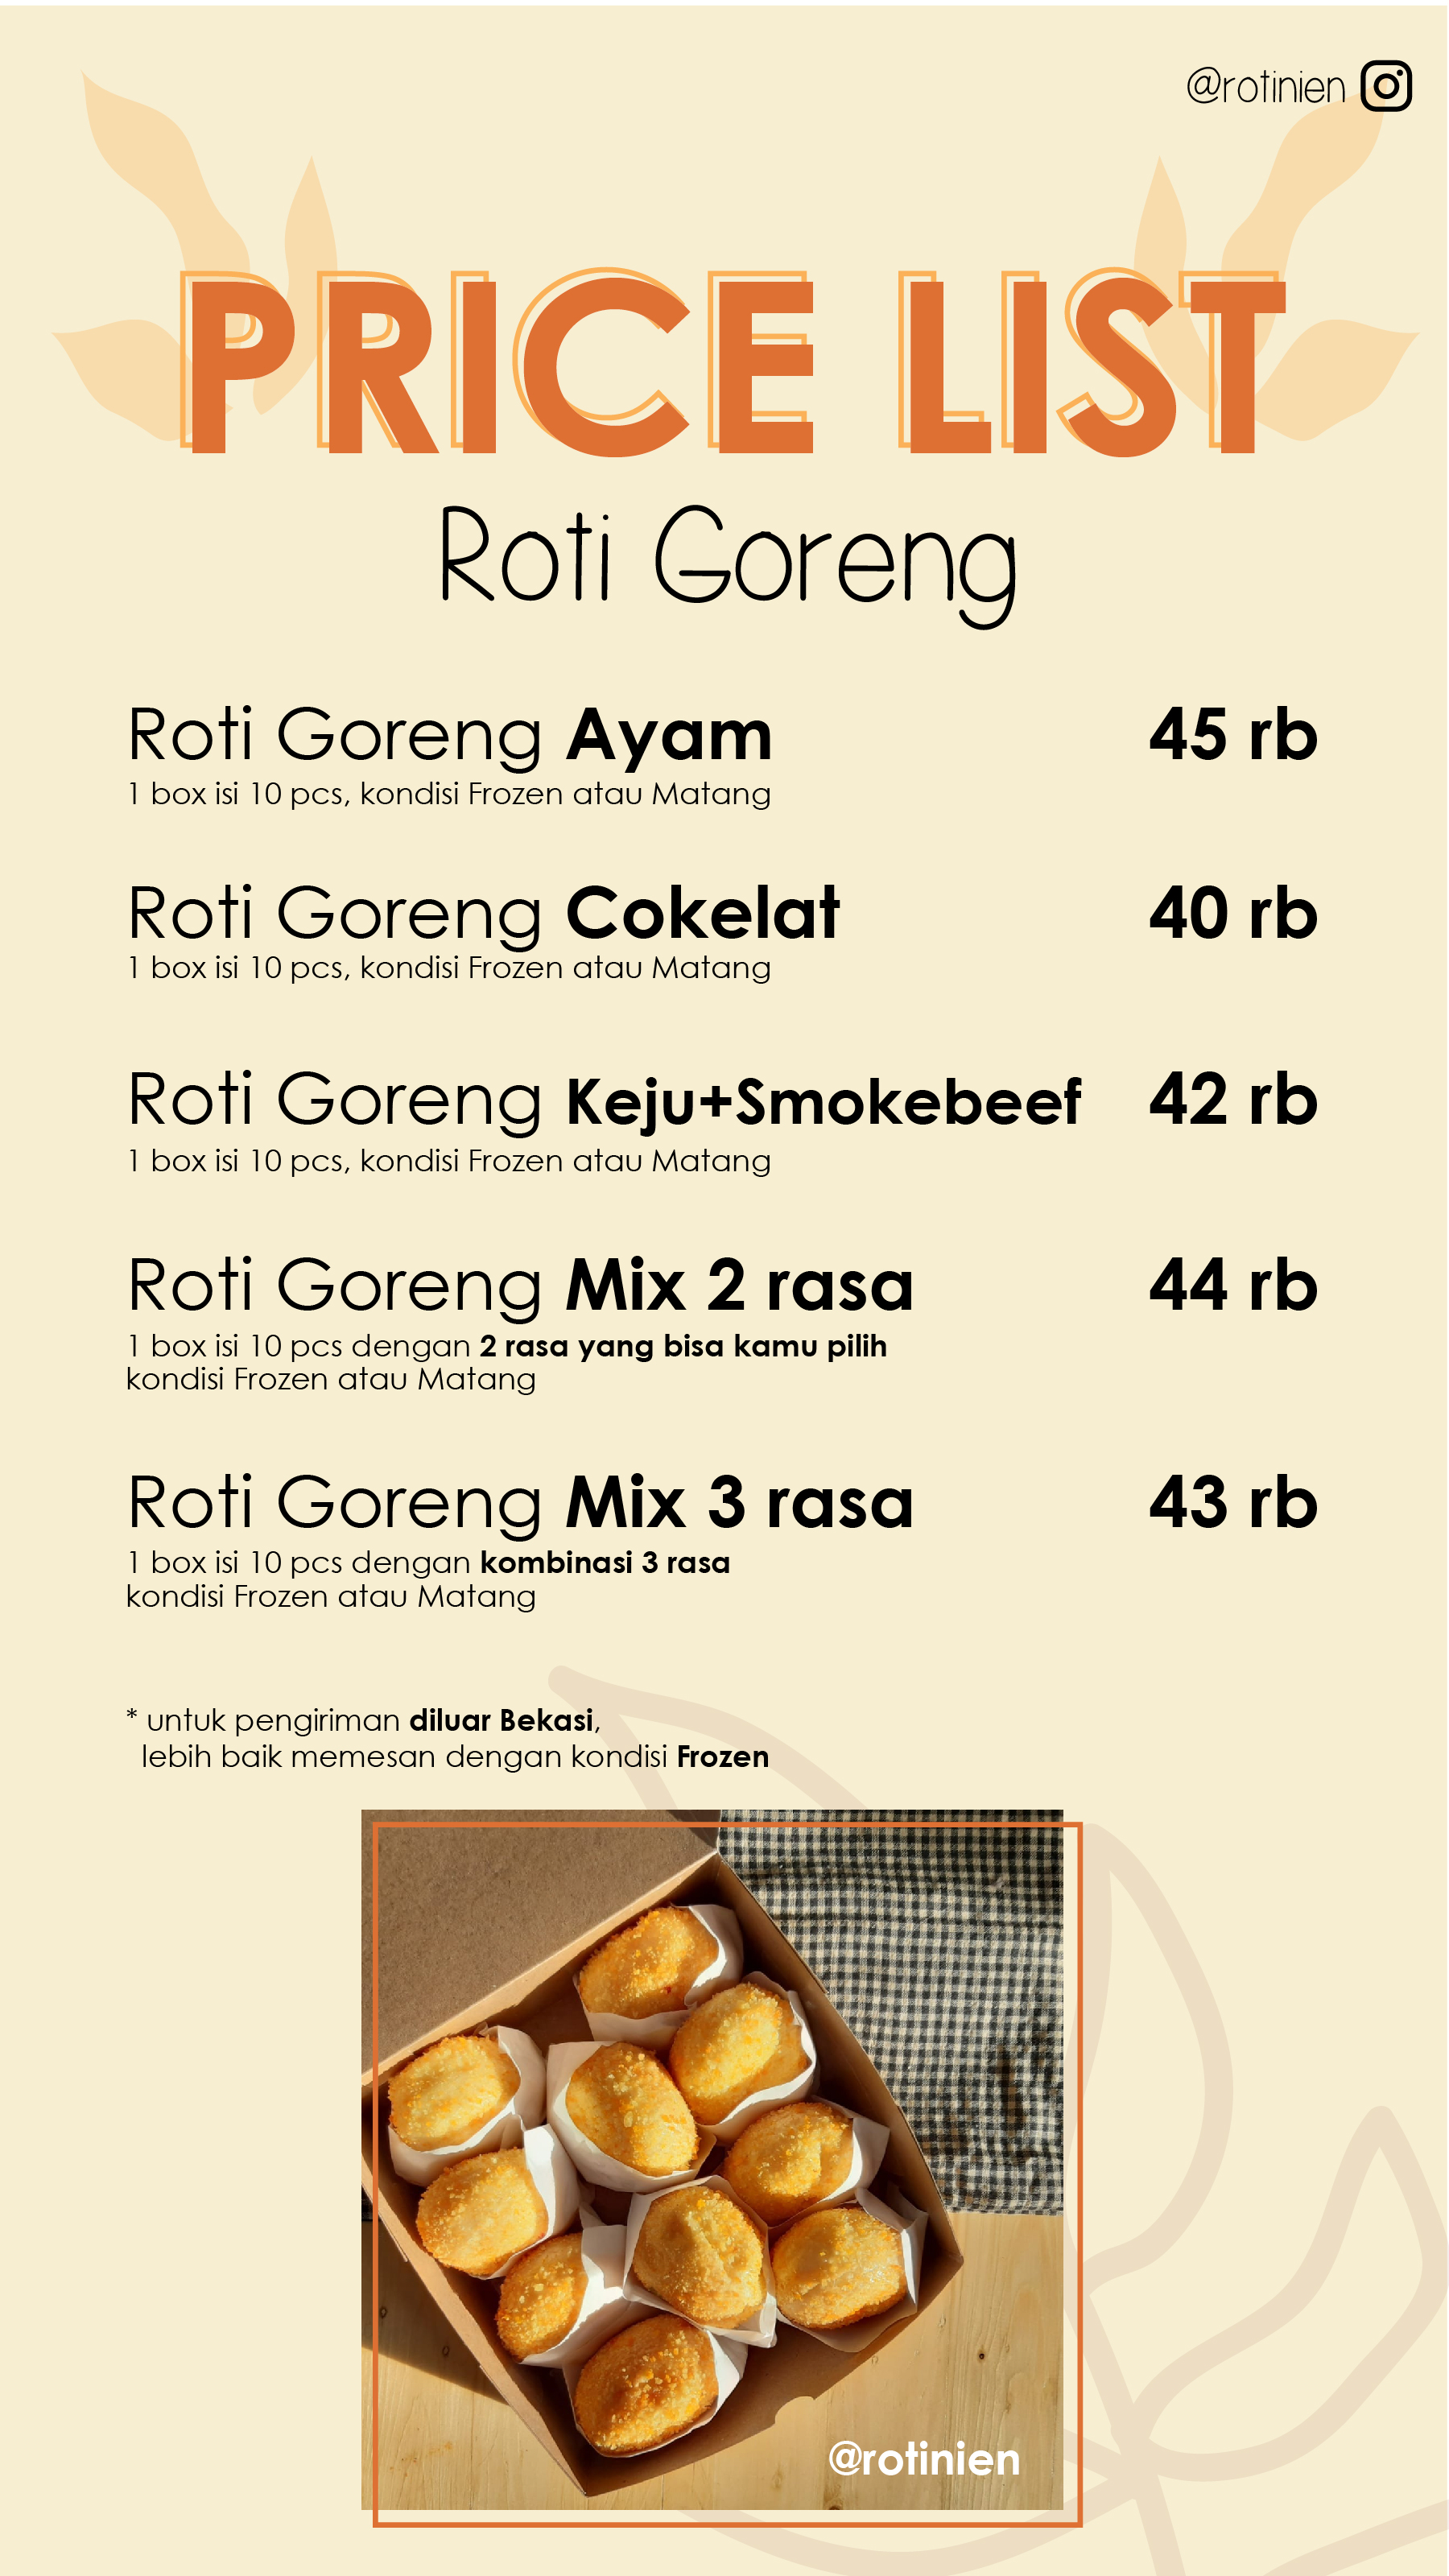 @rotinien
PRICE LIST
Roti Goreng
Roti Goreng Ayam 45 rb
1 box isi 10 pcs, kondisi Frozen atau Matang
Roti Goreng Cokelat 40 rb
1 box isi 10 pcs, kondisi Frozen atau Matang
Roti Goreng Keju+Smokebeef 42 rb
1 box isi 10 pcs, kondisi Frozen atau Matang
Roti Goreng Mix 2 rasa 44 rb
1 box isi 10 pcs dengan 2 rasa yang bisa kamu pilih
kondisi Frozen atau Matang
Roti Goreng Mix 3 rasa 43 rb
1 box isi 10 pcs dengan kombinasi 3 rasa
kondisi Frozen atau Matang
* untuk pengiriman diluar Bekasi,
lebih baik memesan dengan kondisi Frozen
@rotinien